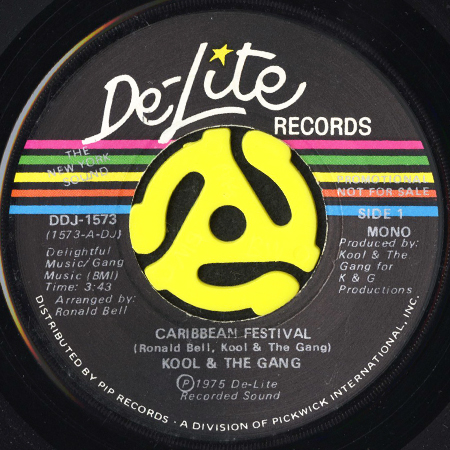 De-Lite
RECORDS
THE
NEW YORK
SOUND
PROMOTIONAL
NOT FOR SALE
DDJ-1573
SIDE 1
(1573-A-DJ)
MONO
Delightful
Music/Gang
Music (BMI)
Time: 3:43
Arranged by:
Ronald Bell
Produced by:
Kool & The
Gang for
K & G
Productions
CARIBBEAN FESTIVAL
(Ronald Bell, Kool & The Gang)
KOOL & THE GANG
Ⓟ1975 De-Lite
Recorded Sound
DISTRIBUTED BY PIP RECORDS · A DIVISION OF PICKWICK INTERNATIONAL, INC.